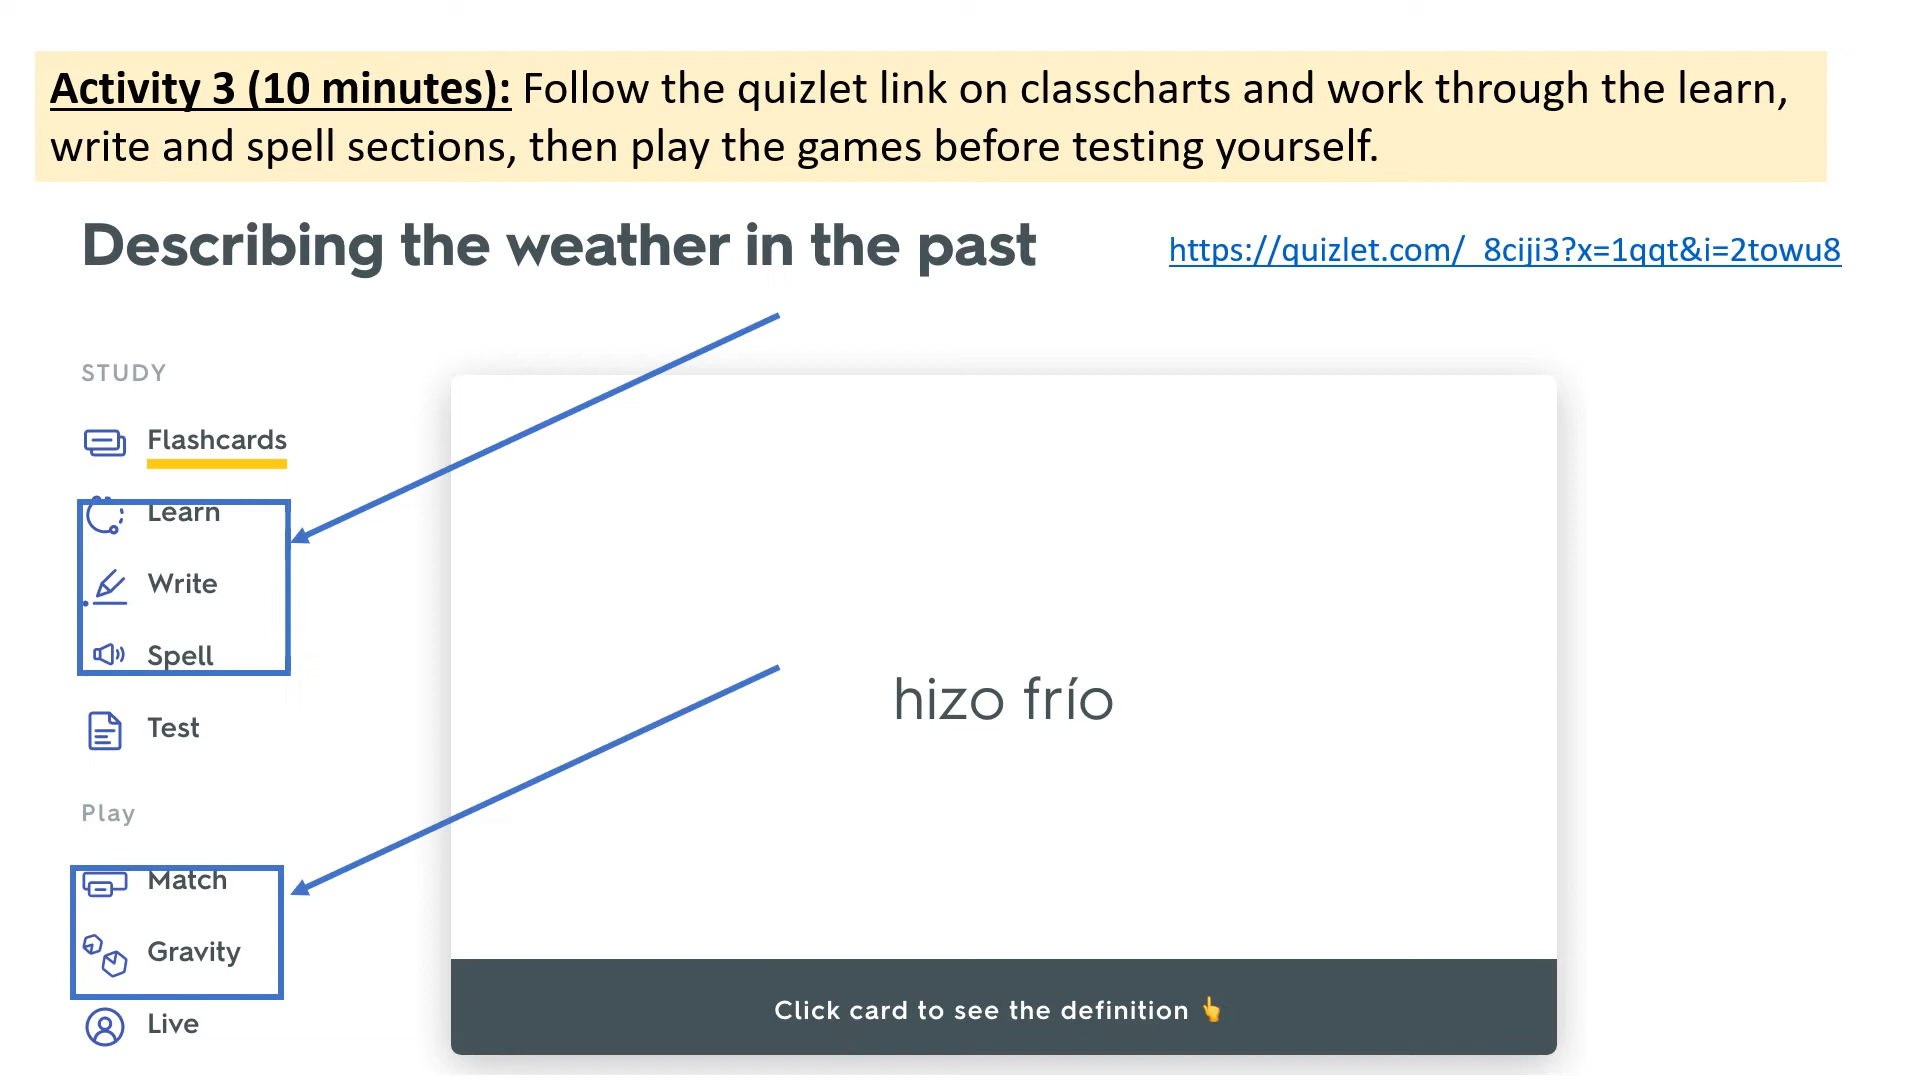 Activity 3 (10 minutes): Follow the quizlet link on classcharts and work through the learn,
write and spell sections, then play the games before testing yourself.
Describing the weather in the past
https://quizlet.com/_8ciji3?x=1qqt&i=2towu8
STUDY
Flashcards
Learn
Write
Spell
Test
Play
Match
Gravity
Live
hizo frío
Click card to see the definition 👆